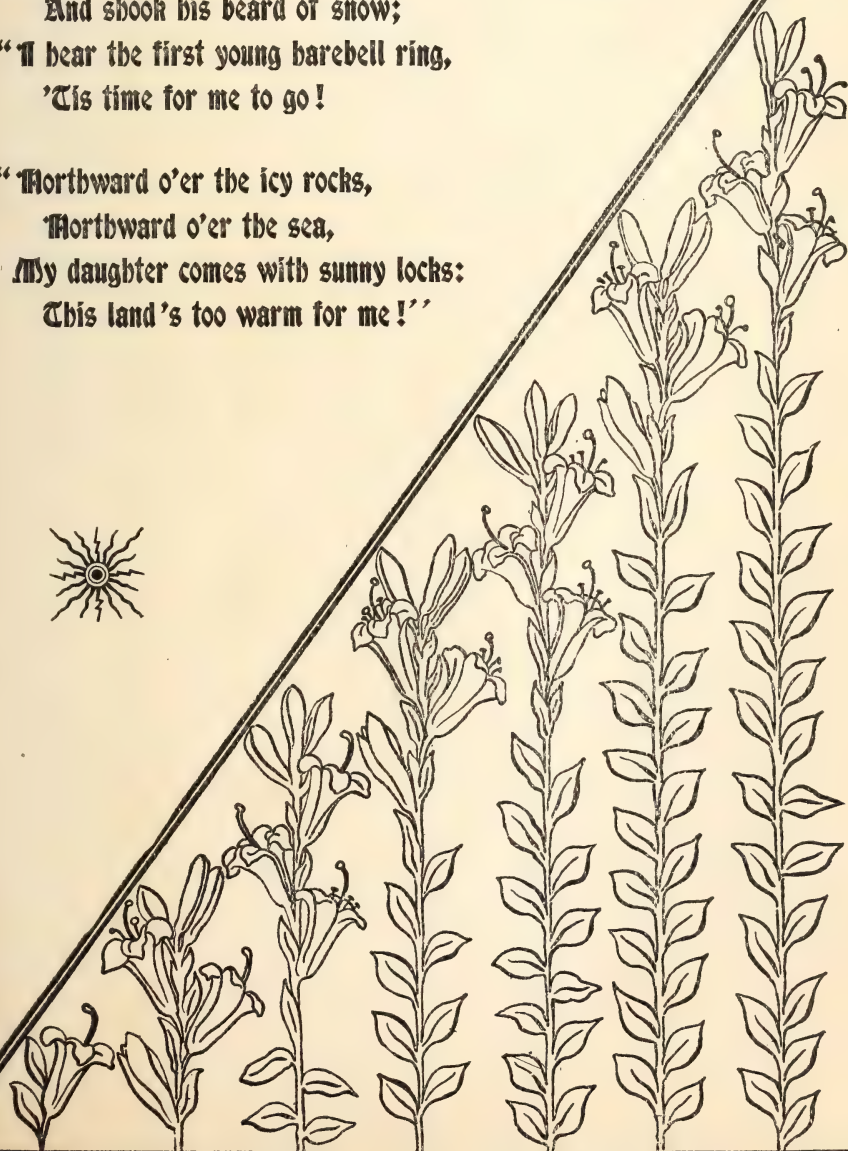 And shook his beard of snow;
“I hear the first young harebell ring,
’Tis time for me to go!
“Northward o’er the icy rocks,
Northward o’er the sea,
My daughter comes with sunny locks:
This land’s too warm for me!’’